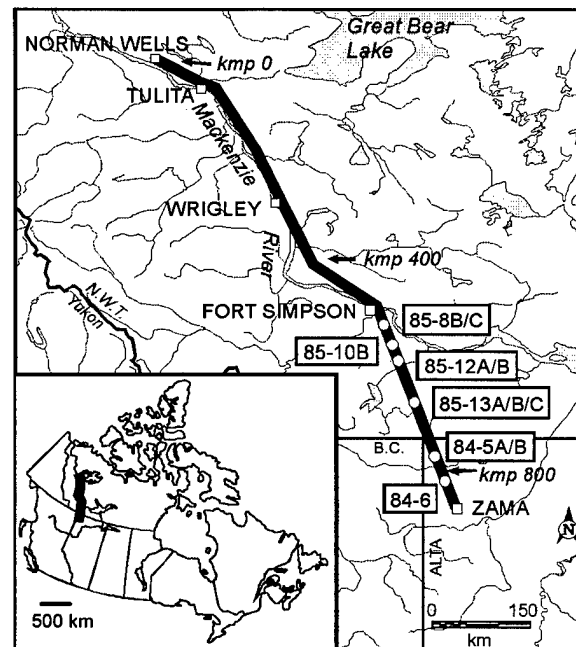 Great Bear
Lake
NORMAN WELLS
kmp 0
TULITA
Mackenzie
WRIGLEY
River
kmp 400
N.W.T.
Yukon
FORT SIMPSON
85-8B/C
85-10B
85-12A/B
85-13A/B/C
B.C.
84-5A/B
kmp 800
84-6
ZAMA
N
ALTA
0 150
km
500 km